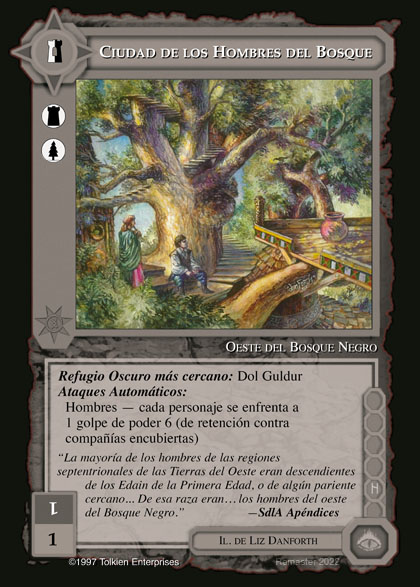 Ciudad de los Hombres del Bosque
Oeste del Bosque Negro
Refugio Oscuro más cercano: Dol Guldur
Ataques Automáticos:
Hombres — cada personaje se enfrenta a
1 golpe de poder 6 (de retención contra
compañías encubiertas)
“La mayoría de los hombres de las regiones
septentrionales de las Tierras del Oeste eran descendientes
de los Edain de la Primera Edad, o de algún pariente
cercano... De esa raza eran… los hombres del oeste
del Bosque Negro.” —SdlA Apéndices
H
1
1
Il. de Liz Danforth
©1997 Tolkien Enterprises
Remaster 2022